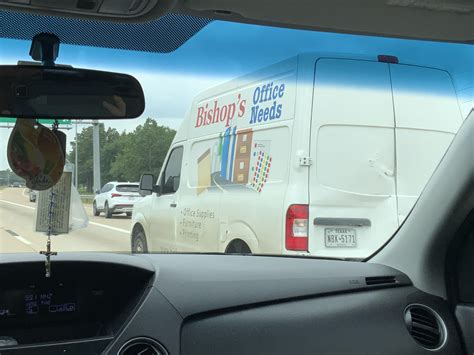 Bishop's
Office
Needs
• Office Supplies
Furniture
• Printing
TEXAS
NBK-5171